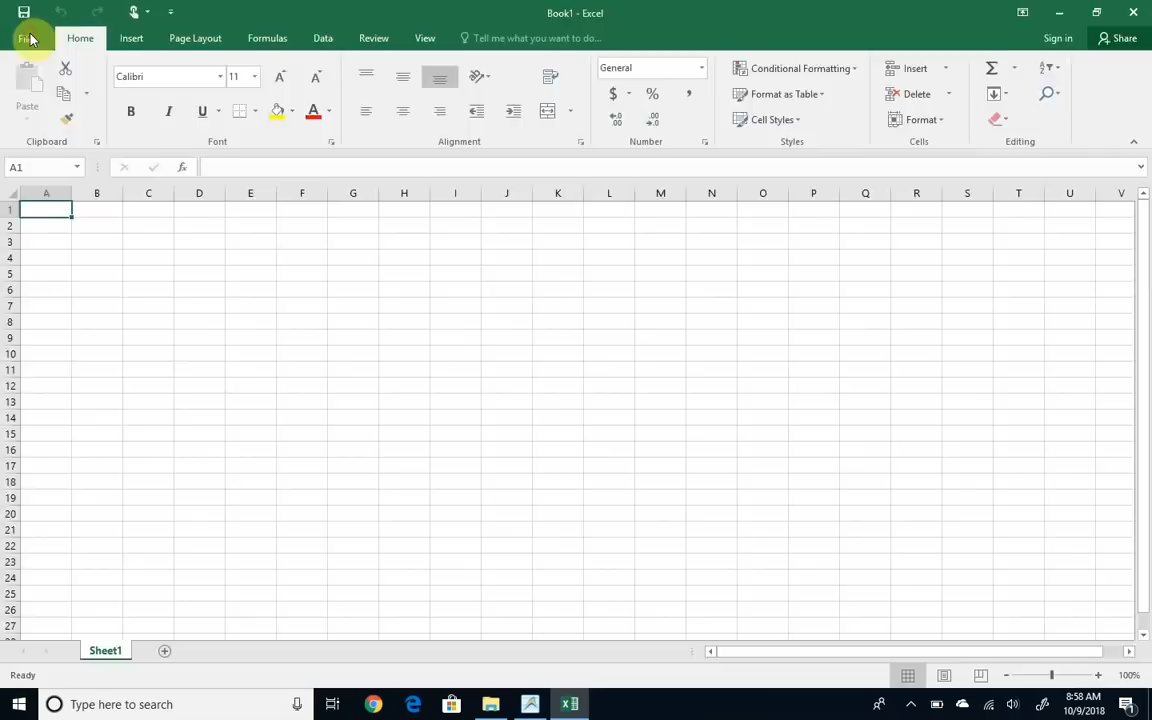 Book1 - Excel
File Home Insert Page Layout Formulas Data Review View Tell me what you want to do... Sign in Share
Calibri 11 General Conditional Formatting Insert Σ
Paste $ % , Format as Table Delete
B I U A Cell Styles Format
Clipboard Font Alignment Number Styles Cells Editing
A1 fx
A B C D E F G H I J K L M N O P Q R S T U V
1
2
3
4
5
6
7
8
9
10
11
12
13
14
15
16
17
18
19
20
21
22
23
24
25
26
27
Sheet1
Ready 100%
Type here to search 8:58 AM
10/9/2018 1